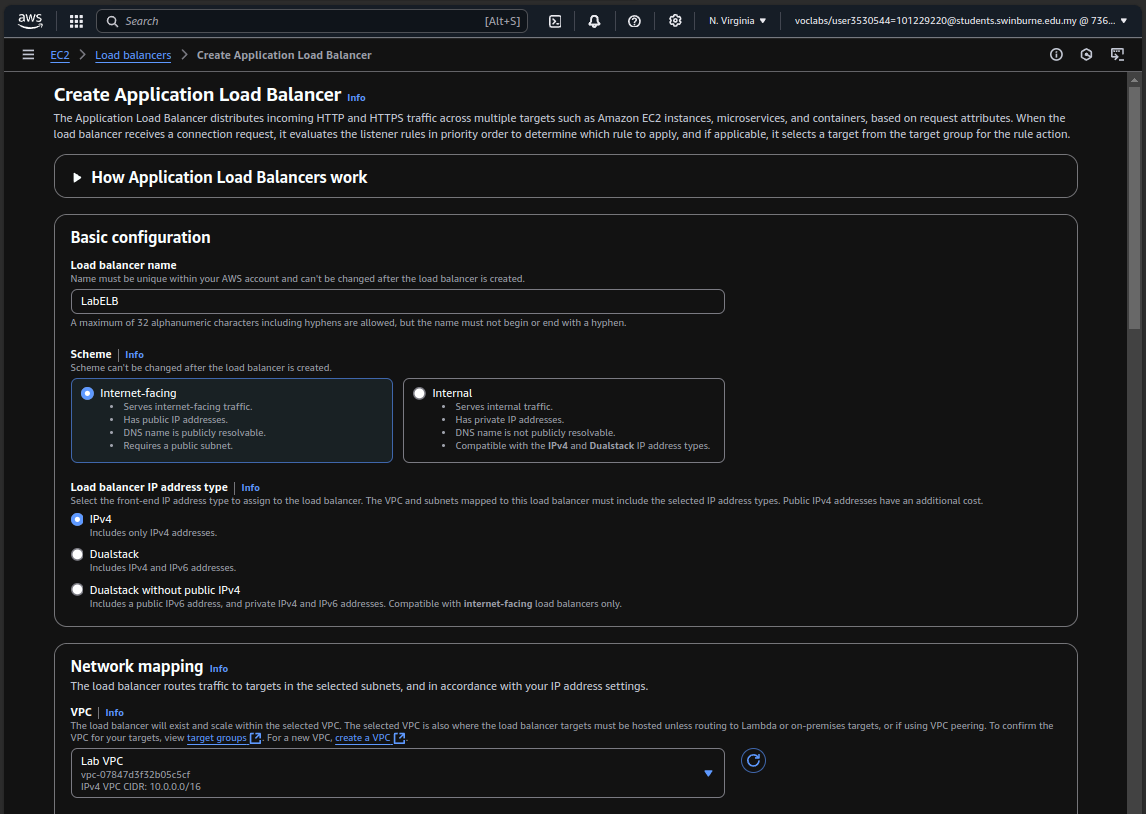 aws
Search
[Alt+S]
N. Virginia
voclabs/user3530544=101229220@students.swinburne.edu.my @ 736...
EC2
Load balancers
Create Application Load Balancer
Create Application Load Balancer Info
The Application Load Balancer distributes incoming HTTP and HTTPS traffic across multiple targets such as Amazon EC2 instances, microservices, and containers, based on request attributes. When the
load balancer receives a connection request, it evaluates the listener rules in priority order to determine which rule to apply, and if applicable, it selects a target from the target group for the rule action.
How Application Load Balancers work
Basic configuration
Load balancer name
Name must be unique within your AWS account and can't be changed after the load balancer is created.
LabELB
A maximum of 32 alphanumeric characters including hyphens are allowed, but the name must not begin or end with a hyphen.
Scheme Info
Scheme can't be changed after the load balancer is created.
Internet-facing
• Serves internet-facing traffic.
• Has public IP addresses.
• DNS name is publicly resolvable.
• Requires a public subnet.
Internal
• Serves internal traffic.
• Has private IP addresses.
• DNS name is not publicly resolvable.
• Compatible with the IPv4 and Dualstack IP address types.
Load balancer IP address type Info
Select the front-end IP address type to assign to the load balancer. The VPC and subnets mapped to this load balancer must include the selected IP address types. Public IPv4 addresses have an additional cost.
IPv4
Includes only IPv4 addresses.
Dualstack
Includes IPv4 and IPv6 addresses.
Dualstack without public IPv4
Includes a public IPv6 address, and private IPv4 and IPv6 addresses. Compatible with internet-facing load balancers only.
Network mapping Info
The load balancer routes traffic to targets in the selected subnets, and in accordance with your IP address settings.
VPC Info
The load balancer will exist and scale within the selected VPC. The selected VPC is also where the load balancer targets must be hosted unless routing to Lambda or on-premises targets, or if using VPC peering. To confirm the
VPC for your targets, view target groups. For a new VPC, create a VPC.
Lab VPC
vpc-07847d3f32b05c5cf
IPv4 VPC CIDR: 10.0.0.0/16